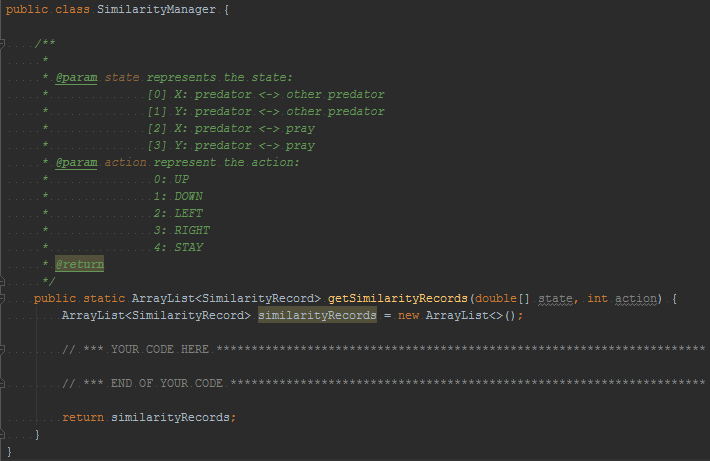 public class SimilarityManager {
/**
*
* @param state represents the state:
* [0] X: predator <-> other predator
* [1] Y: predator <-> other predator
* [2] X: predator <-> pray
* [3] Y: predator <-> pray
* @param action represent the action:
* 0: UP
* 1: DOWN
* 2: LEFT
* 3: RIGHT
* 4: STAY
* @return
*/
public static ArrayList<SimilarityRecord> getSimilarityRecords(double[] state, int action) {
ArrayList<SimilarityRecord> similarityRecords = new ArrayList<>();
// *** YOUR CODE HERE **********************************************************************
// *** END OF YOUR CODE ********************************************************************
return similarityRecords;
}
}